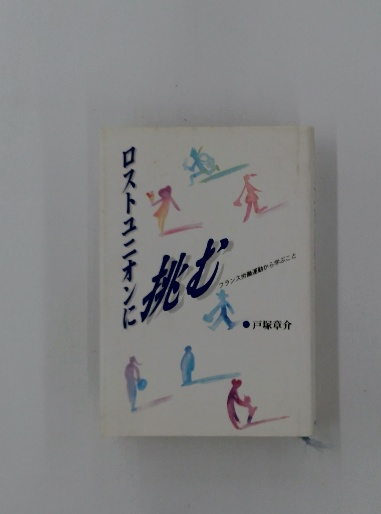 ロストユニオンに
挑む
フランス労働運動から学ぶこと
●戸塚章介